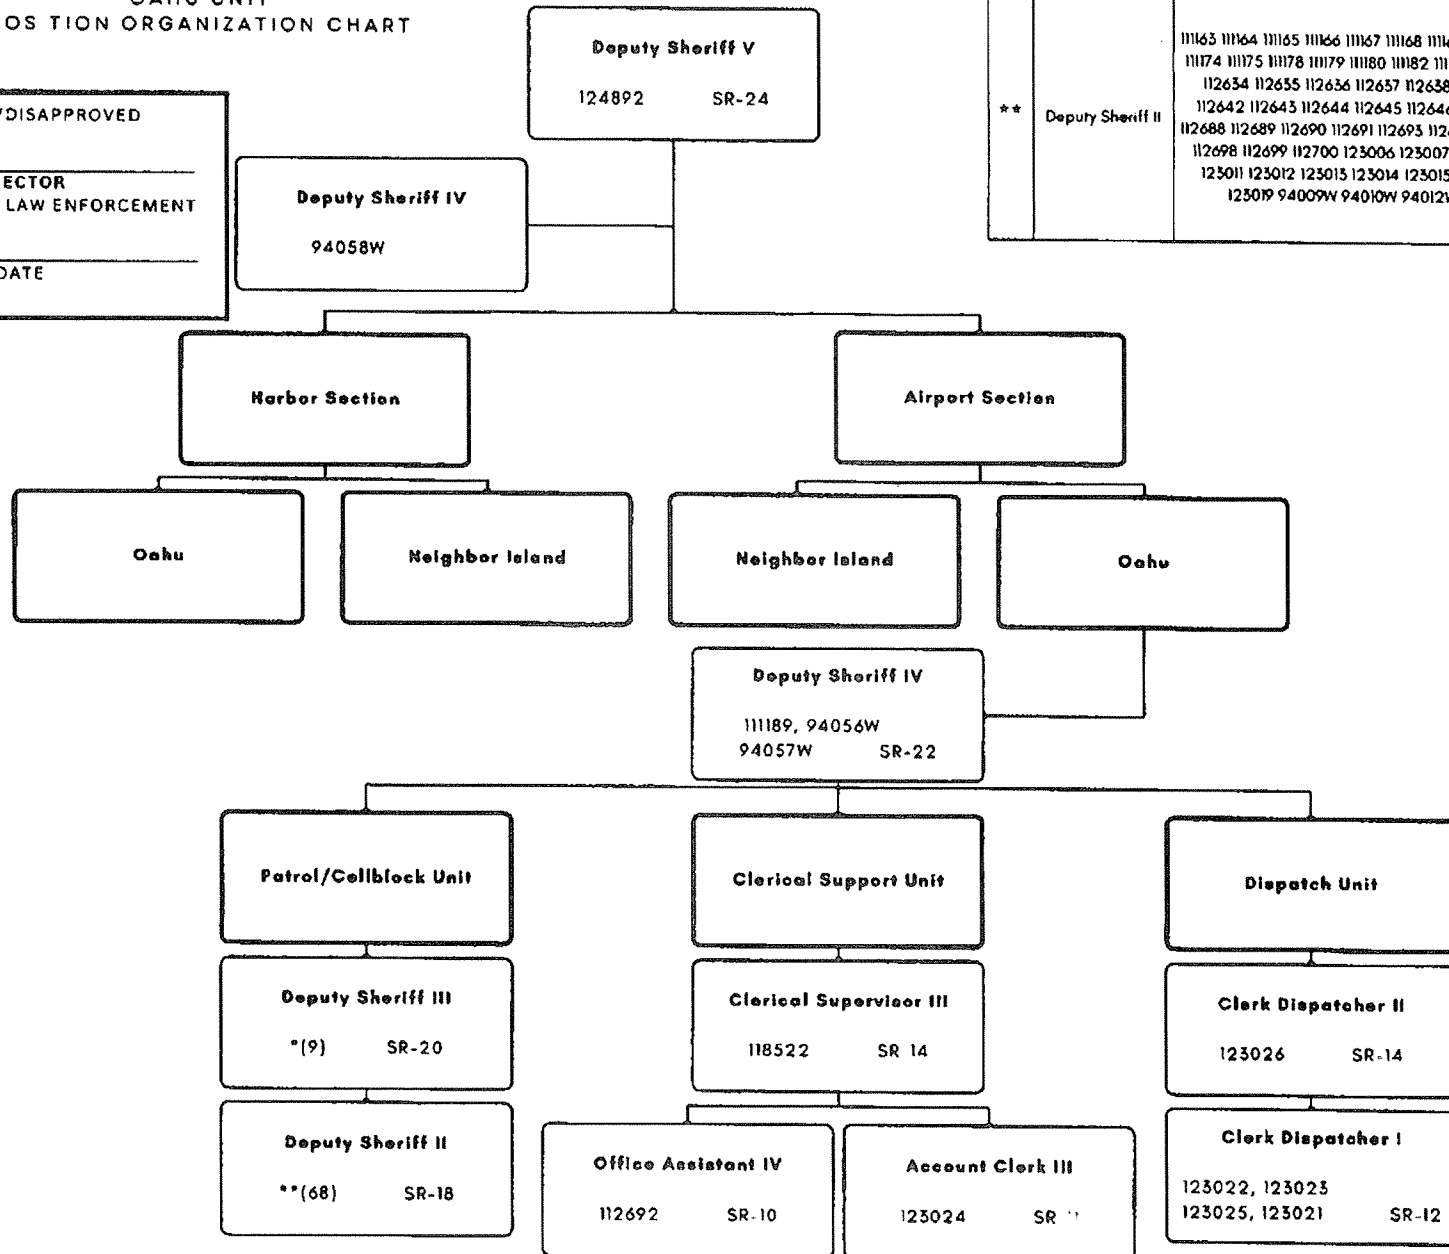 OAHU UNIT
OS TION ORGANIZATION CHART
/DISAPPROVED
ECTOR
LAW ENFORCEMENT
DATE
Deputy Sheriff V
124892 SR-24
Deputy Sheriff IV
94058W
** Deputy Sheriff II
111163 111164 111165 111166 111167 111168
111174 111175 111178 111179 111180 111182
112634 112635 112636 112637 112638
112642 112643 112644 112645 112646
112688 112689 112690 112691 112693
112698 112699 112700 123006 123007
123011 123012 123013 123014 123015
123019 94009W 94010W 94012W
Harbor Section
Airport Section
Oahu
Neighbor Island
Neighbor Island
Oahu
Deputy Sheriff IV
111189, 94056W
94057W SR-22
Patrol/Cellblock Unit
Clerical Support Unit
Dispatch Unit
Deputy Sheriff III
*(9) SR-20
Clerical Supervisor III
118522 SR 14
Clerk Dispatcher II
123026 SR-14
Deputy Sheriff II
**(68) SR-18
Office Assistant IV
112692 SR-10
Account Clerk III
123024 SR
Clerk Dispatcher I
123022, 123023
123025, 123021 SR-12